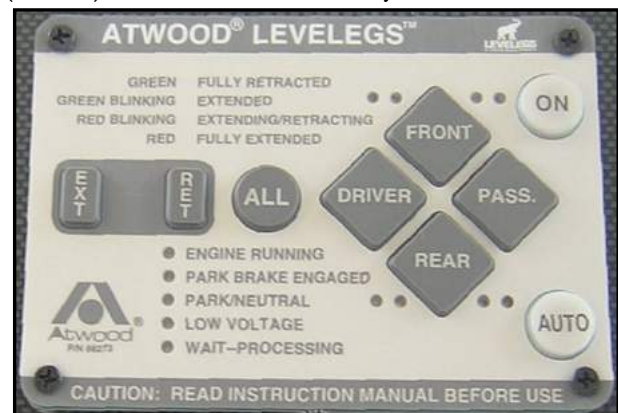 ATWOOD® LEVELEGS™
LEVELEGS
GREEN FULLY RETRACTED
GREEN BLINKING EXTENDED
RED BLINKING EXTENDING/RETRACTING
RED FULLY EXTENDED
ON
FRONT
EXT
RET
ALL
DRIVER
PASS.
REAR
ENGINE RUNNING
PARK BRAKE ENGAGED
PARK/NEUTRAL
LOW VOLTAGE
WAIT–PROCESSING
AUTO
Atwood®
P/N
CAUTION: READ INSTRUCTION MANUAL BEFORE USE